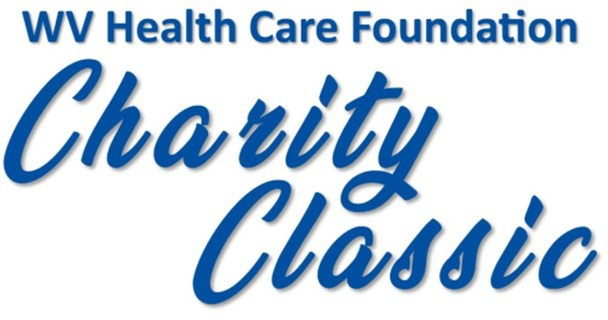 WV Health Care Foundation
Charity
Classic